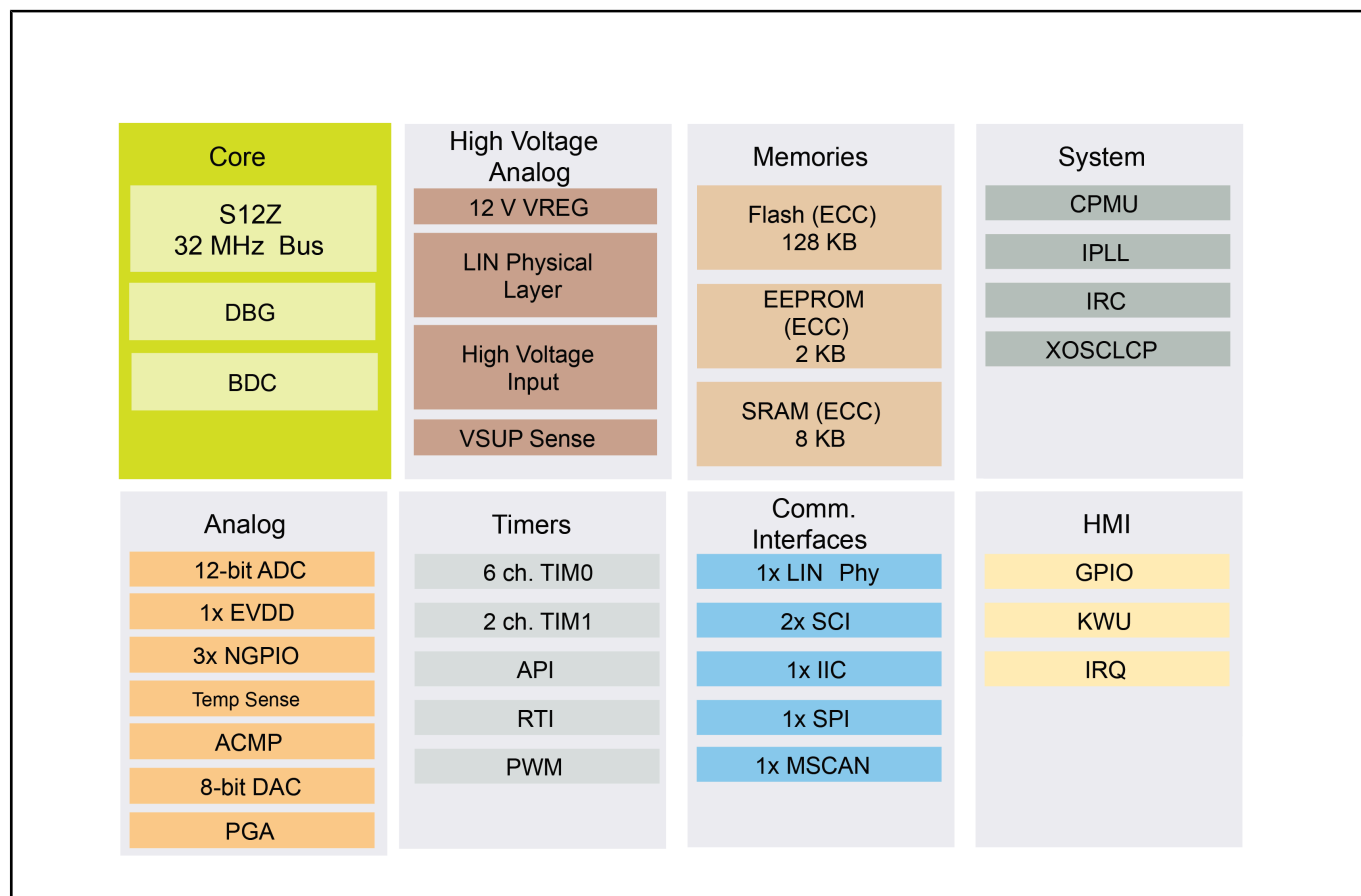 Core
S12Z
32 MHz Bus
DBG
BDC
High Voltage
Analog
12 V VREG
LIN Physical
Layer
High Voltage
Input
VSUP Sense
Memories
Flash (ECC)
128 KB
EEPROM
(ECC)
2 KB
SRAM (ECC)
8 KB
System
CPMU
IPLL
IRC
XOSCLCP
Analog
12-bit ADC
1x EVDD
3x NGPIO
Temp Sense
ACMP
8-bit DAC
PGA
Timers
6 ch. TIM0
2 ch. TIM1
API
RTI
PWM
Comm.
Interfaces
1x LIN Phy
2x SCI
1x IIC
1x SPI
1x MSCAN
HMI
GPIO
KWU
IRQ